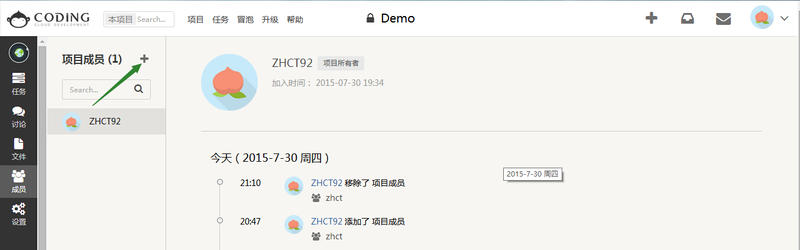 CODING
CLOUD DEVELOPMENT
本项目 Search...
项目 任务 冒泡 升级 帮助
Demo
任务
讨论
文件
成员
设置
项目成员 (1)
Search...
ZHCT92
ZHCT92 项目所有者
加入时间： 2015-07-30 19:34
今天 ( 2015-7-30 周四 )
2015-7-30 周四
21:10 ZHCT92 移除了 项目成员
zhct
20:47 ZHCT92 添加了 项目成员
zhct